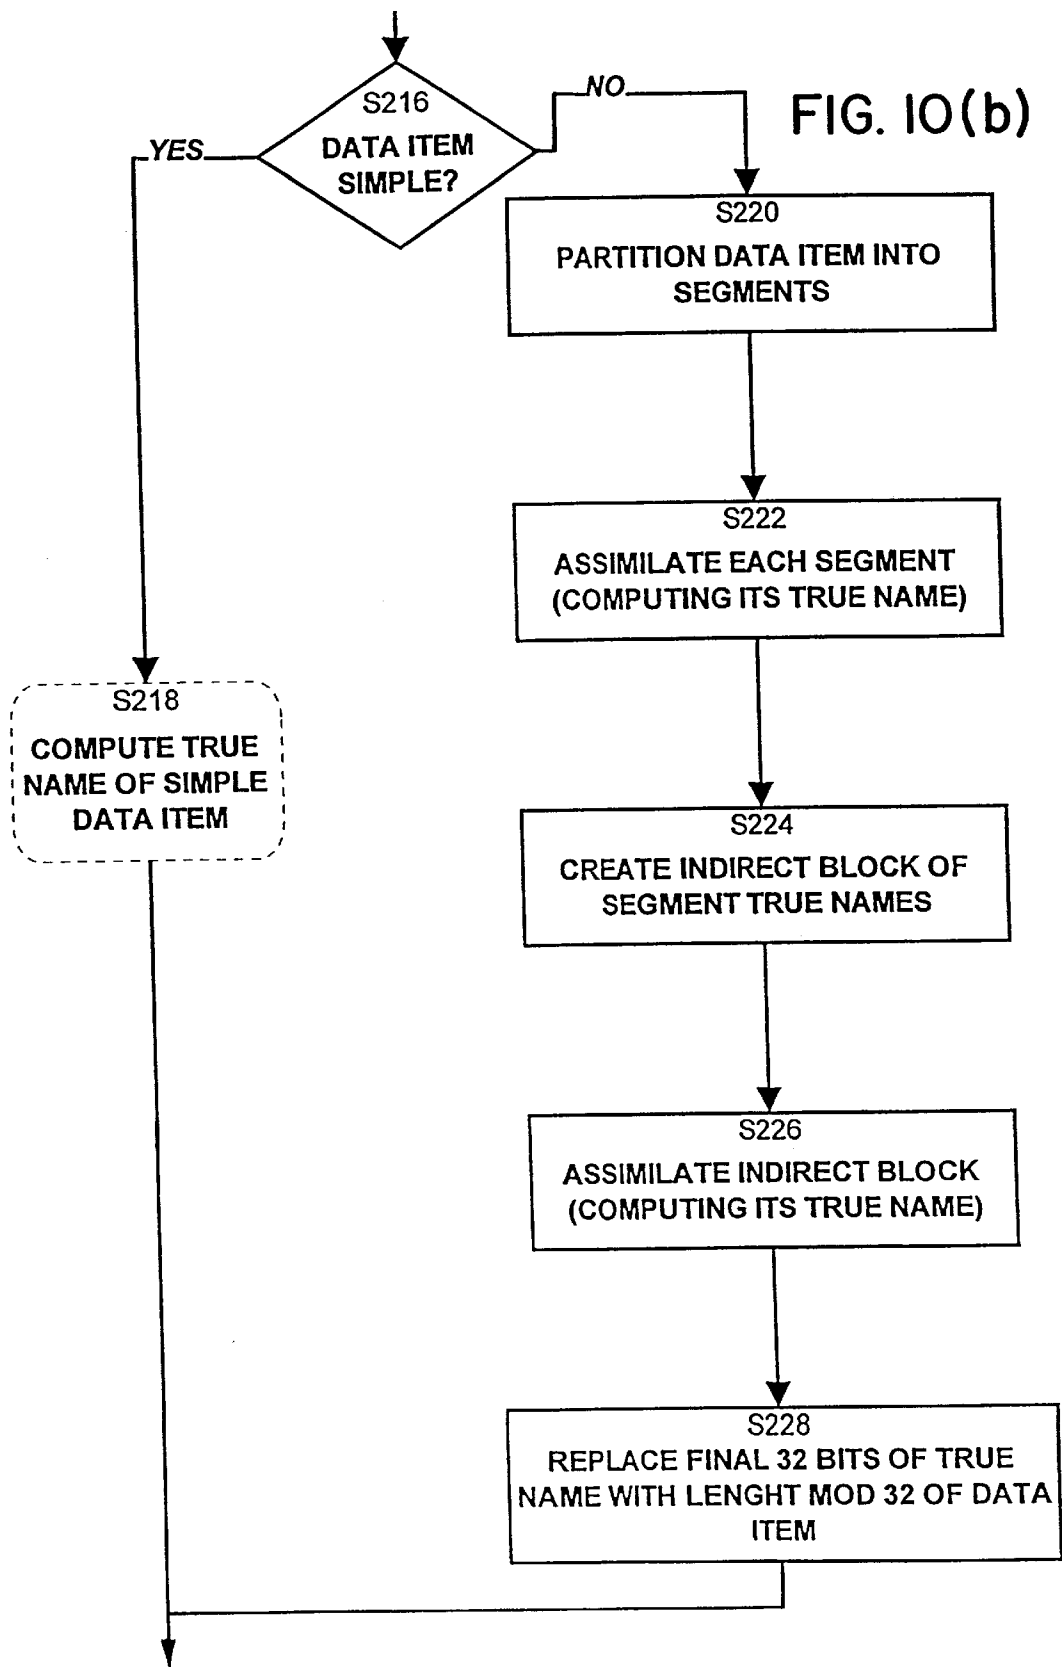 FIG. 10(b)
S216
DATA ITEM
SIMPLE?
YES
NO
S220
PARTITION DATA ITEM INTO
SEGMENTS
S222
ASSIMILATE EACH SEGMENT
(COMPUTING ITS TRUE NAME)
S218
COMPUTE TRUE
NAME OF SIMPLE
DATA ITEM
S224
CREATE INDIRECT BLOCK OF
SEGMENT TRUE NAMES
S226
ASSIMILATE INDIRECT BLOCK
(COMPUTING ITS TRUE NAME)
S228
REPLACE FINAL 32 BITS OF TRUE
NAME WITH LENGHT MOD 32 OF DATA
ITEM